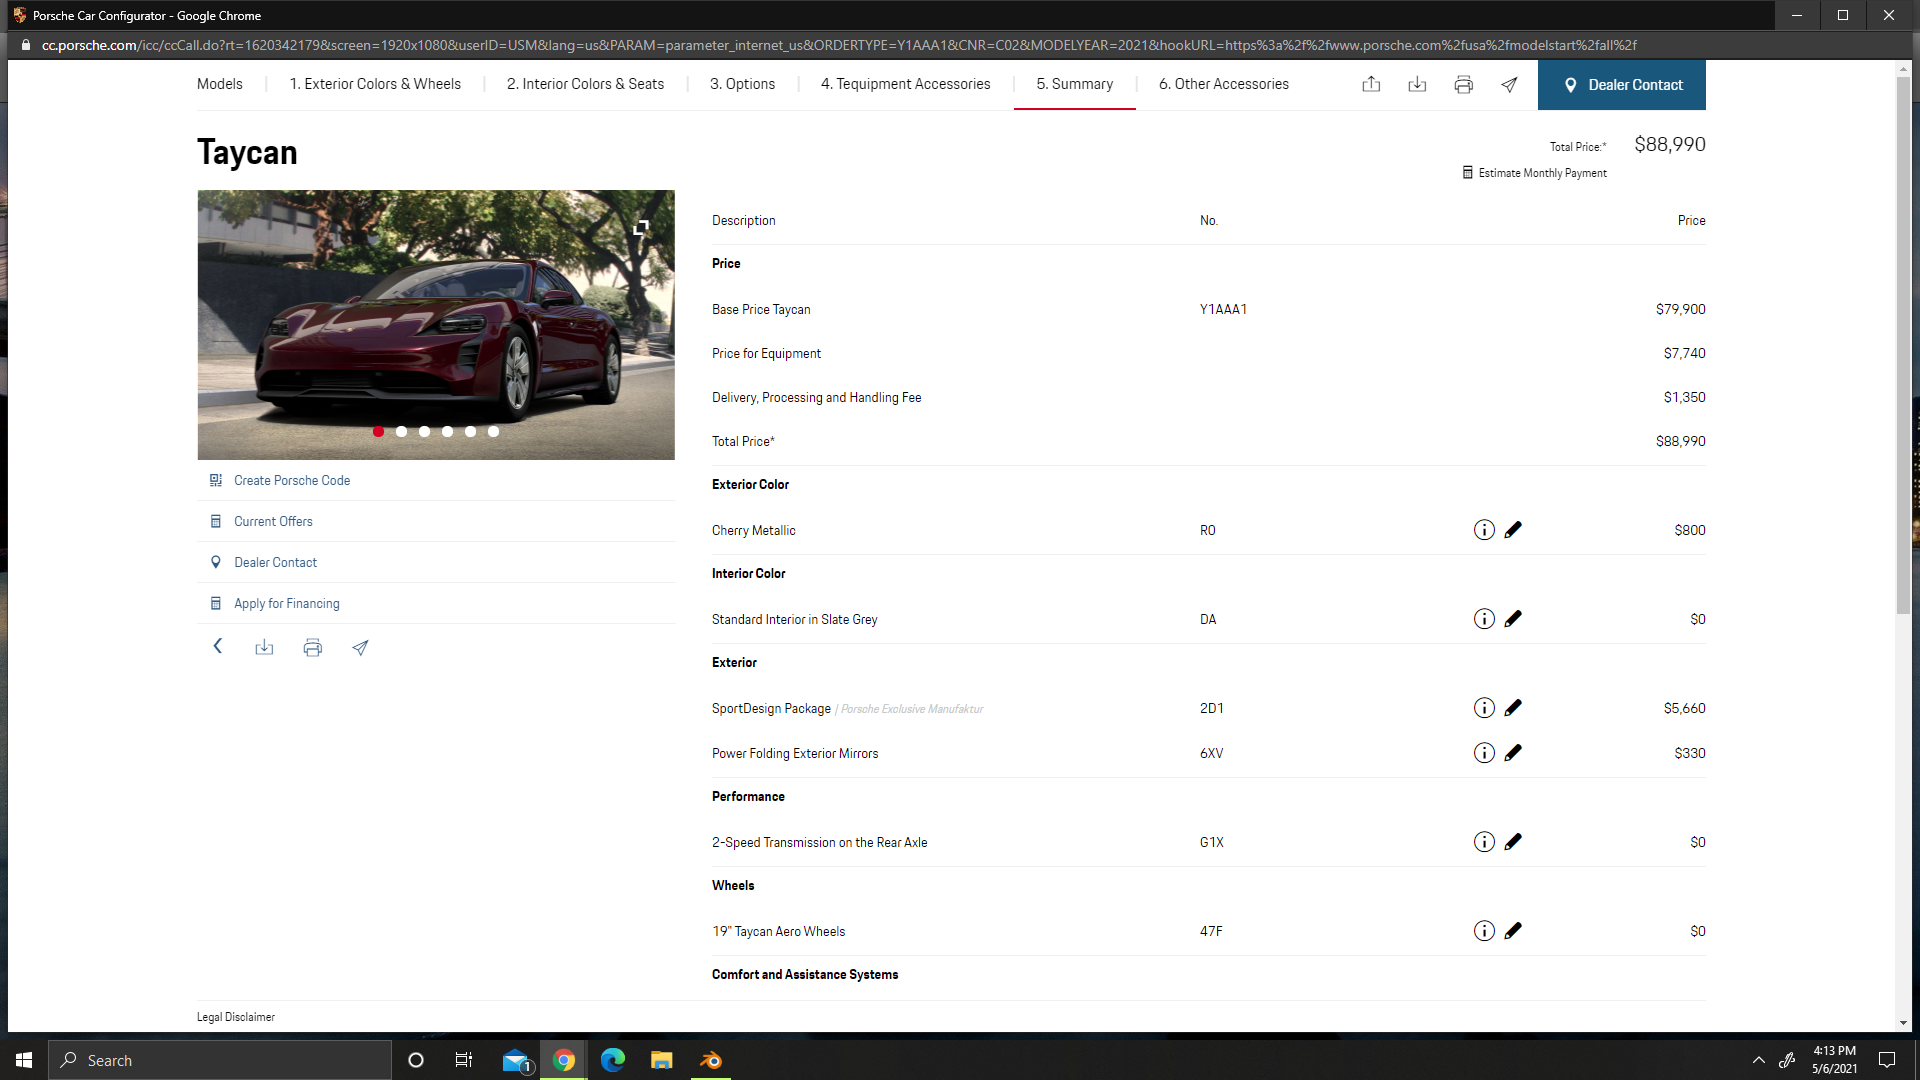 Porsche Car Configurator - Google Chrome
cc.porsche.com/icc/ccCall.do?rt=1620342179&screen=1920x1080&userID=USM&lang=us&PARAM=parameter_internet_us&ORDERTYPE=Y1AAA1&CNR=C02&MODELYEAR=2021&hookURL=https%3a%2f%2fwww.porsche.com%2fusa%2fmodelstart%2fall%2f
Models 1. Exterior Colors & Wheels 2. Interior Colors & Seats 3. Options 4. Tequipment Accessories 5. Summary 6. Other Accessories Dealer Contact
Taycan
Total Price:* $88,990
Estimate Monthly Payment
Description No. Price
Price
Base Price Taycan Y1AAA1 $79,900
Price for Equipment $7,740
Delivery, Processing and Handling Fee $1,350
Total Price* $88,990
Exterior Color
Cherry Metallic R0 $800
Interior Color
Standard Interior in Slate Grey DA $0
Exterior
SportDesign Package | Porsche Exclusive Manufaktur 2D1 $5,660
Power Folding Exterior Mirrors 6XV $330
Performance
2-Speed Transmission on the Rear Axle G1X $0
Wheels
19" Taycan Aero Wheels 47F $0
Comfort and Assistance Systems
Create Porsche Code
Current Offers
Dealer Contact
Apply for Financing
Legal Disclaimer
Search
1
4:13 PM
5/6/2021